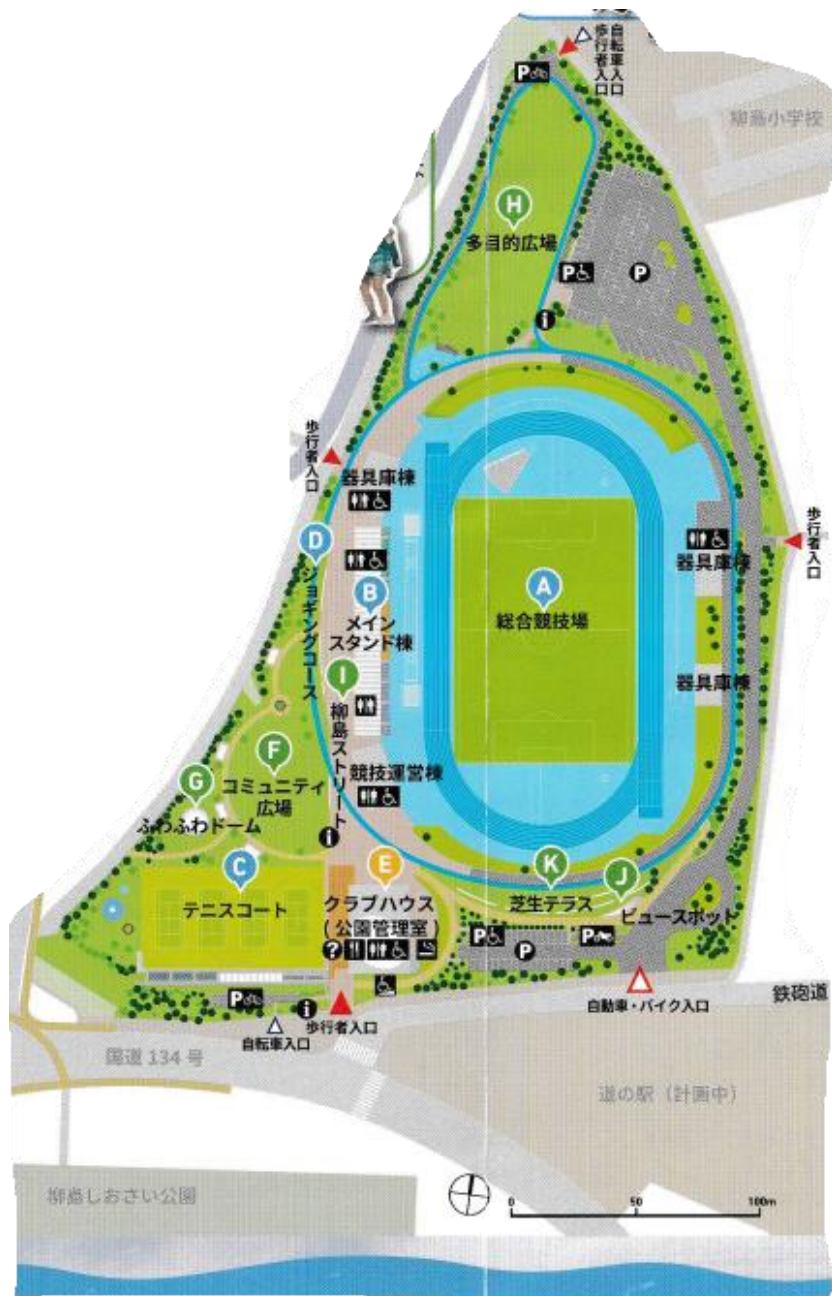 自転車入口
歩行者入口
P
柳島小学校
H
多目的広場
P
P
i
歩行者入口
器具庫棟
歩行者入口
D
ジョギングコース
器具庫棟
B
メイン
スタンド棟
A
総合競技場
I
柳島ストリート
器具庫棟
F
コミュニティ
広場
G
ふわふわドーム
競技運営棟
i
C
テニスコート
E
クラブハウス
(公園管理室)
?
K
芝生テラス
J
ビュースポット
P
P
P
P
i
自転車入口
歩行者入口
自動車・バイク入口
鉄砲道
国道 134 号
道の駅(計画中)
柳島しおさい公園
0 50 100m